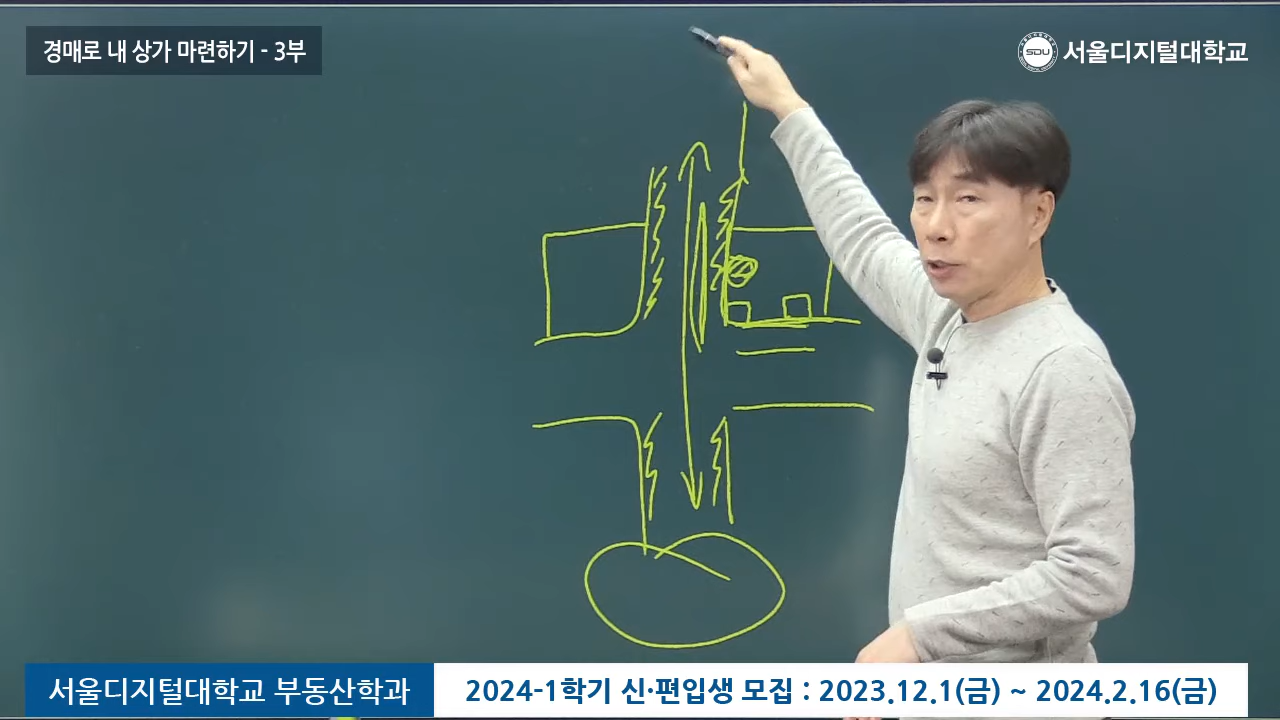 경매로 내 상가 마련하기 - 3부
SDU 서울디지털대학교
서울디지털대학교 부동산학과
2024-1학기 신·편입생 모집 : 2023.12.1(금) ~ 2024.2.16(금)